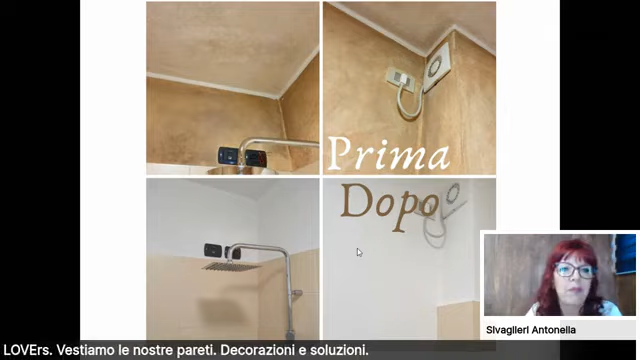 Prima
Dopo
Sivaglieri Antonella
LOVErs. Vestiamo le nostre pareti. Decorazioni e soluzioni.